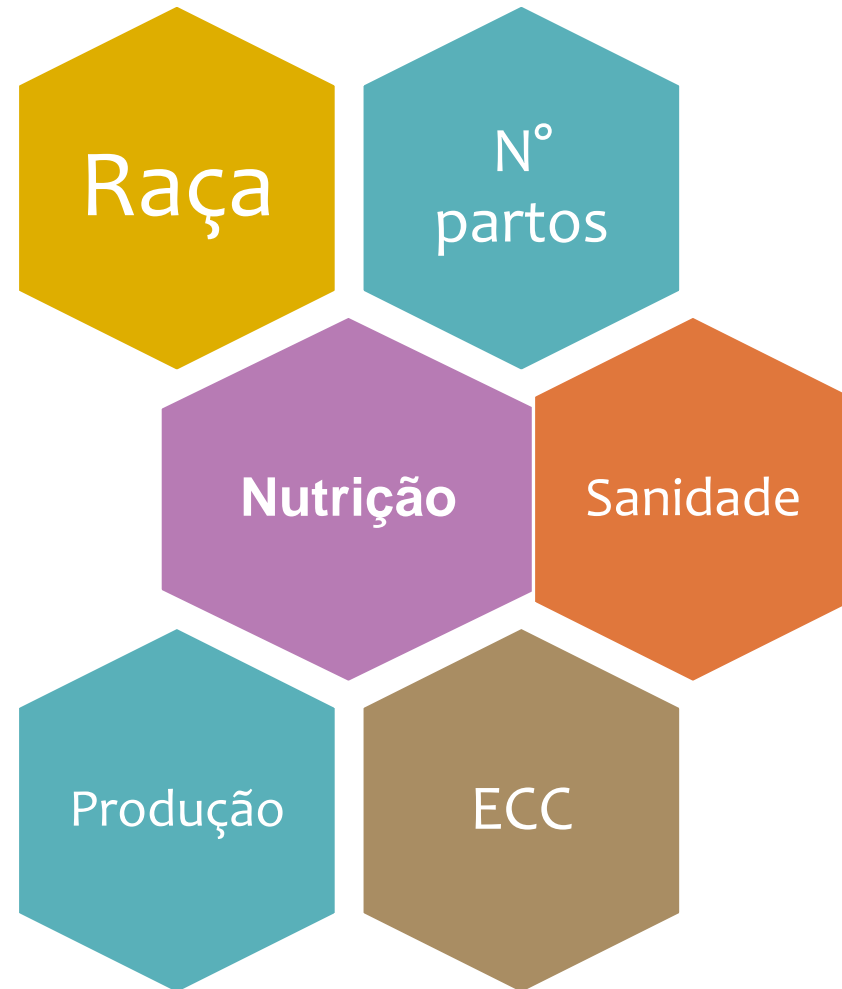 Raça
N°
partos
Nutrição
Sanidade
Produção
ECC